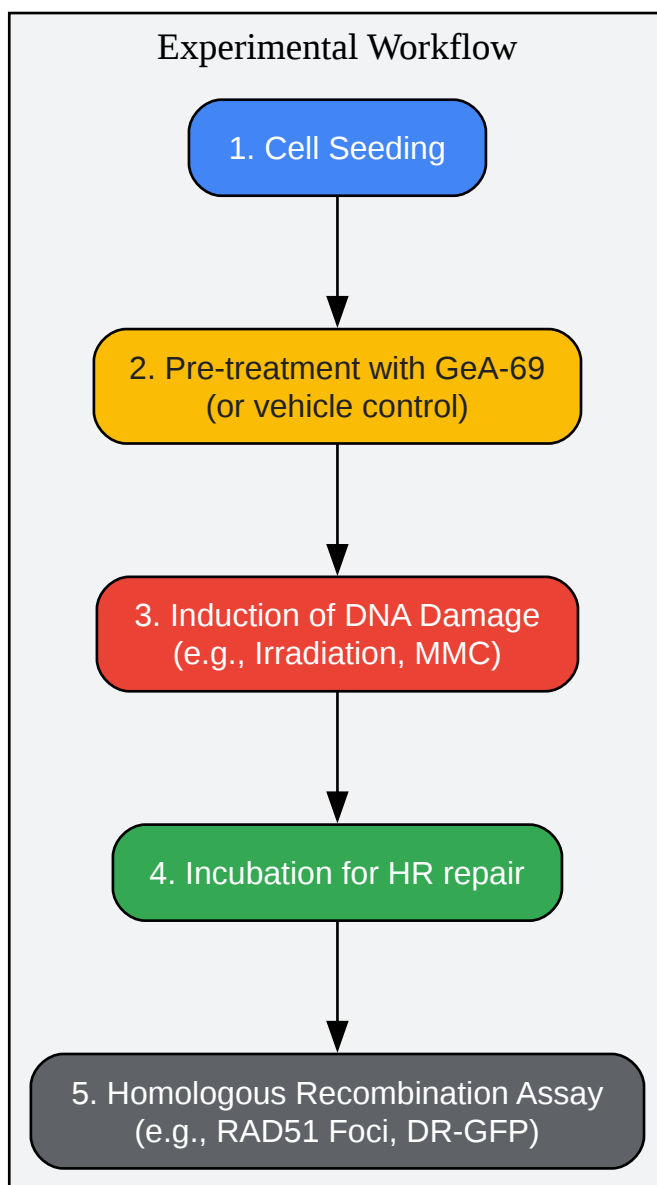 Experimental Workflow
1. Cell Seeding
2. Pre-treatment with GeA-69
(or vehicle control)
3. Induction of DNA Damage
(e.g., Irradiation, MMC)
4. Incubation for HR repair
5. Homologous Recombination Assay
(e.g., RAD51 Foci, DR-GFP)